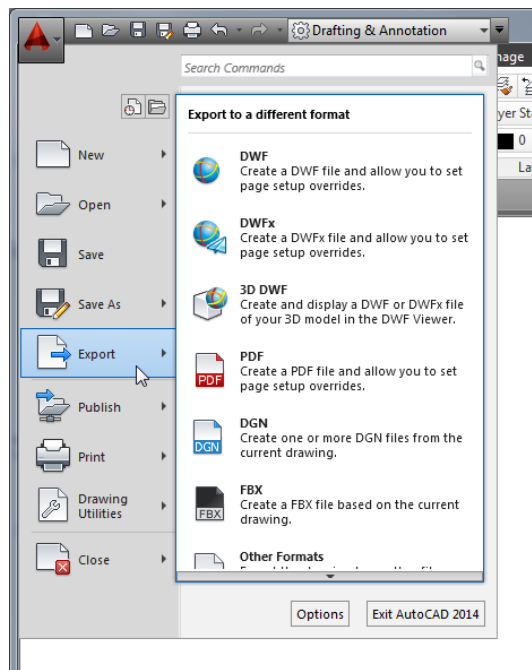 Drafting & Annotation
nage
Search Commands
yer Sta
0
La
Export to a different format
New
Open
Save
Save As
Export
Publish
Print
Drawing
Utilities
Close
DWF
Create a DWF file and allow you to set
page setup overrides.
DWFx
Create a DWFx file and allow you to set
page setup overrides.
3D DWF
Create and display a DWF or DWFx file
of your 3D model in the DWF Viewer.
PDF
PDF
Create a PDF file and allow you to set
page setup overrides.
DGN
DGN
Create one or more DGN files from the
current drawing.
FBX
FBX
Create a FBX file based on the current
drawing.
Other Formats
Options
Exit AutoCAD 2014